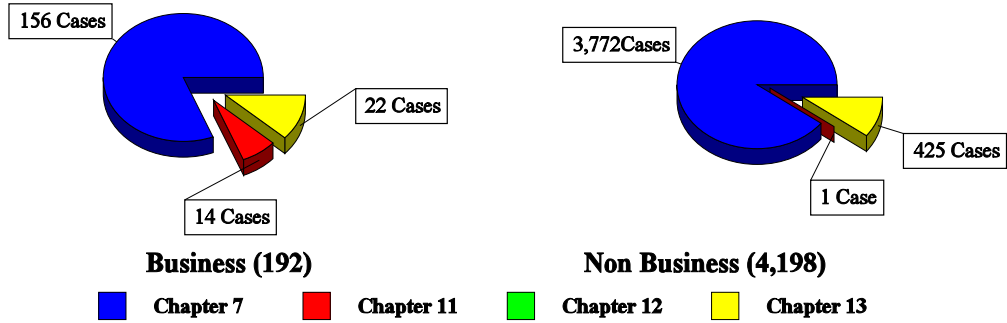 156 Cases
3,772Cases
22 Cases
425 Cases
14 Cases
1 Case
Business (192)
Non Business (4,198)
Chapter 7
Chapter 11
Chapter 12
Chapter 13